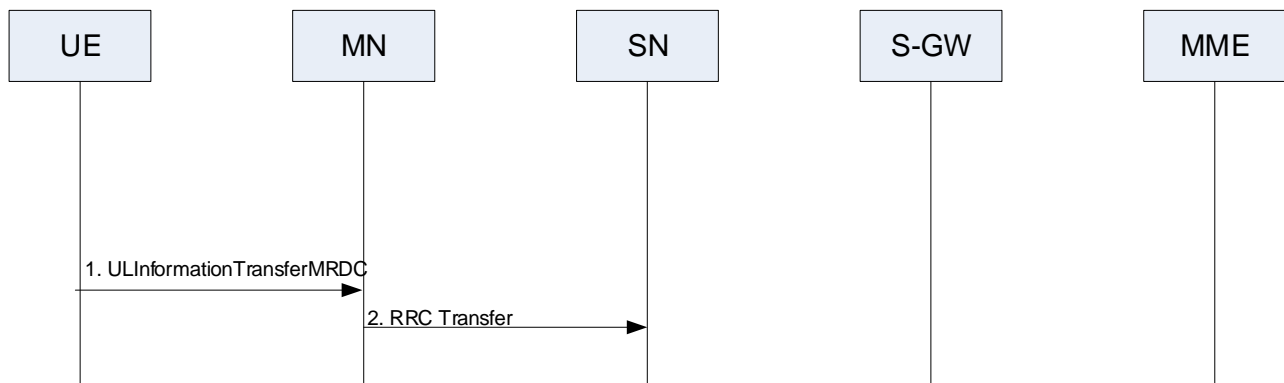 UE
MN
SN
S-GW
MME
1. ULInformationTransferMRDC
2. RRC Transfer